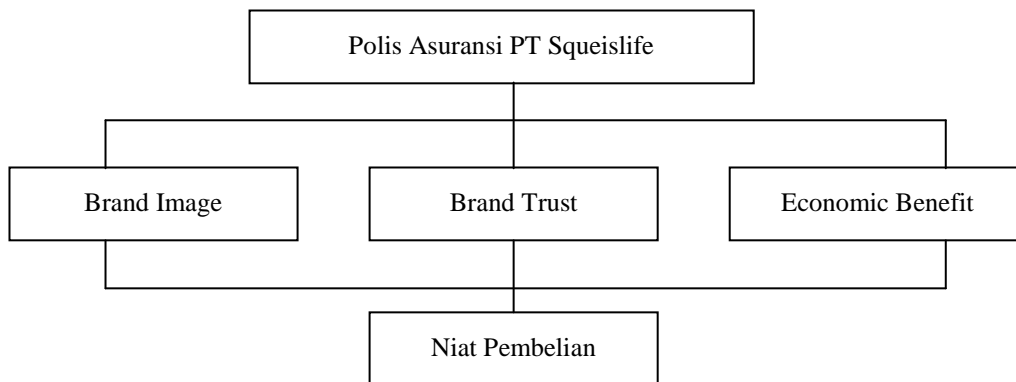 Polis Asuransi PT Squeislife
Brand Image
Brand Trust
Economic Benefit
Niat Pembelian